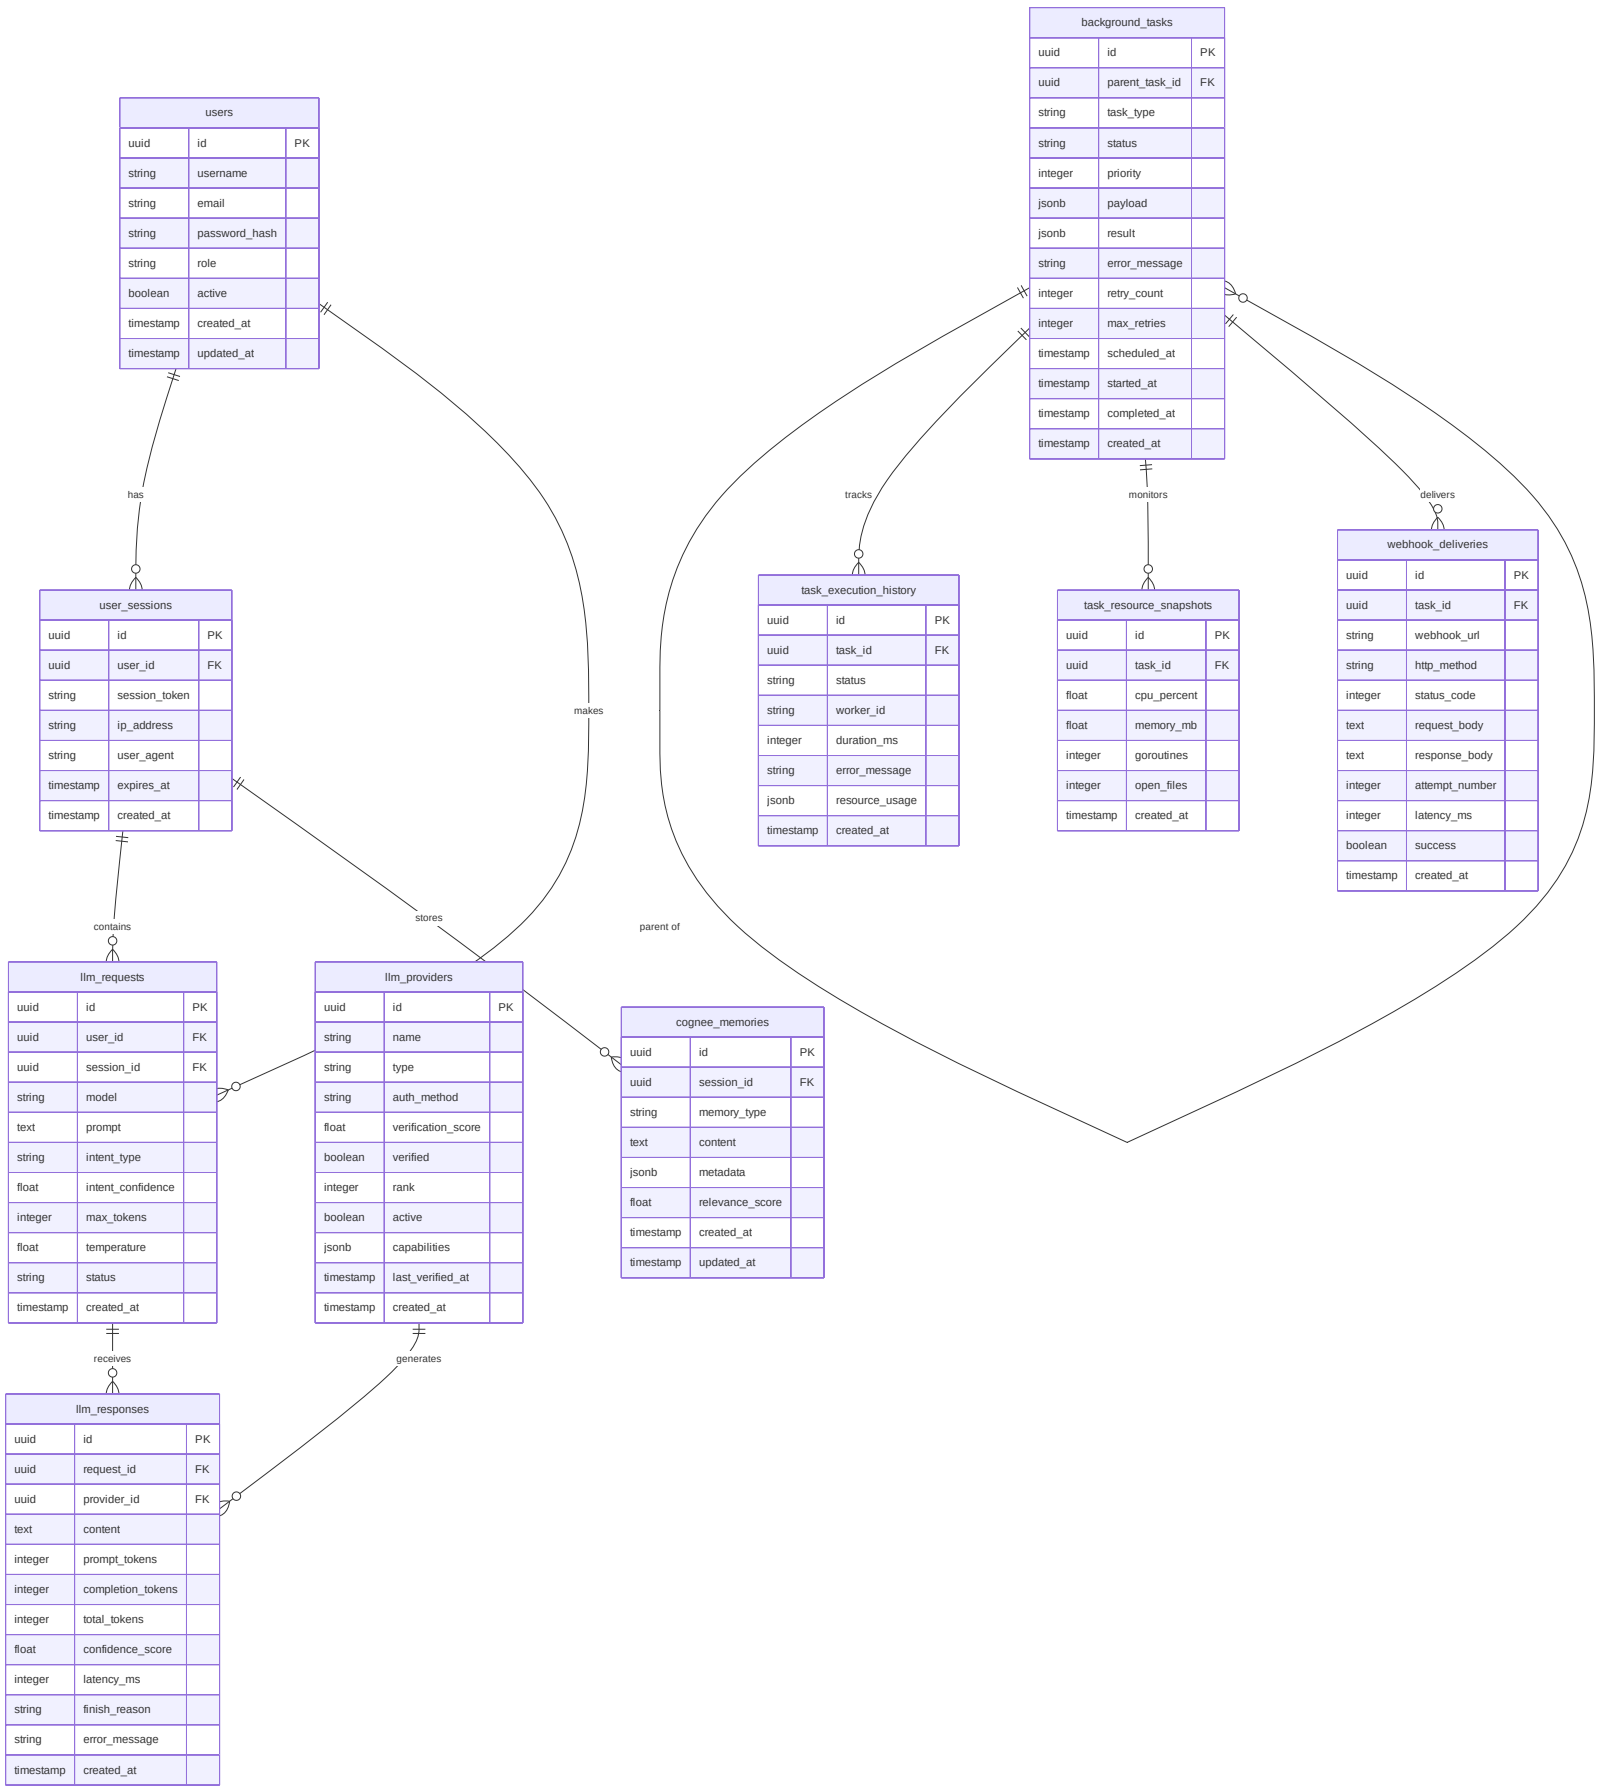 background_tasks
uuid id PK
uuid parent_task_id FK
string task_type
string status
integer priority
jsonb payload
jsonb result
string error_message
integer retry_count
integer max_retries
timestamp scheduled_at
timestamp started_at
timestamp completed_at
timestamp created_at
users
uuid id PK
string username
string email
string password_hash
string role
boolean active
timestamp created_at
timestamp updated_at
has
tracks
monitors
delivers
webhook_deliveries
uuid id PK
uuid task_id FK
string webhook_url
string http_method
integer status_code
text request_body
text response_body
integer attempt_number
integer latency_ms
boolean success
timestamp created_at
task_execution_history
uuid id PK
uuid task_id FK
string status
string worker_id
integer duration_ms
string error_message
jsonb resource_usage
timestamp created_at
task_resource_snapshots
uuid id PK
uuid task_id FK
float cpu_percent
float memory_mb
integer goroutines
integer open_files
timestamp created_at
user_sessions
uuid id PK
uuid user_id FK
string session_token
string ip_address
string user_agent
timestamp expires_at
timestamp created_at
makes
contains
stores
parent of
llm_requests
uuid id PK
uuid user_id FK
uuid session_id FK
string model
text prompt
string intent_type
float intent_confidence
integer max_tokens
float temperature
string status
timestamp created_at
llm_providers
uuid id PK
string name
string type
string auth_method
float verification_score
boolean verified
integer rank
boolean active
jsonb capabilities
timestamp last_verified_at
timestamp created_at
cognee_memories
uuid id PK
uuid session_id FK
string memory_type
text content
jsonb metadata
float relevance_score
timestamp created_at
timestamp updated_at
receives
generates
llm_responses
uuid id PK
uuid request_id FK
uuid provider_id FK
text content
integer prompt_tokens
integer completion_tokens
integer total_tokens
float confidence_score
integer latency_ms
string finish_reason
string error_message
timestamp created_at